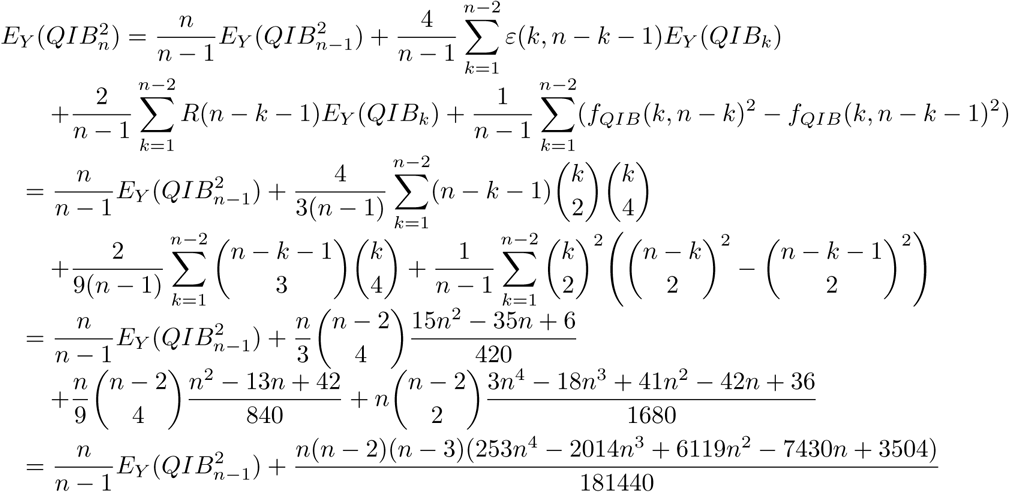 E_Y(QIB_n^2) = \frac{n}{n-1} E_Y(QIB_{n-1}^2) + \frac{4}{n-1} \sum_{k=1}^{n-2} \varepsilon(k, n-k-1) E_Y(QIB_k)
+ \frac{2}{n-1} \sum_{k=1}^{n-2} R(n-k-1) E_Y(QIB_k) + \frac{1}{n-1} \sum_{k=1}^{n-2} (f_{QIB}(k, n-k)^2 - f_{QIB}(k, n-k-1)^2)
= \frac{n}{n-1} E_Y(QIB_{n-1}^2) + \frac{4}{3(n-1)} \sum_{k=1}^{n-2} (n-k-1) \binom{k}{2} \binom{k}{4}
+ \frac{2}{9(n-1)} \sum_{k=1}^{n-2} \binom{n-k-1}{3} \binom{k}{4} + \frac{1}{n-1} \sum_{k=1}^{n-2} \binom{k}{2}^2 \left( \binom{n-k}{2}^2 - \binom{n-k-1}{2}^2 \right)
= \frac{n}{n-1} E_Y(QIB_{n-1}^2) + \frac{n}{3} \binom{n-2}{4} \frac{15n^2 - 35n + 6}{420}
+ \frac{n}{9} \binom{n-2}{4} \frac{n^2 - 13n + 42}{840} + n \binom{n-2}{2} \frac{3n^4 - 18n^3 + 41n^2 - 42n + 36}{1680}
= \frac{n}{n-1} E_Y(QIB_{n-1}^2) + \frac{n(n-2)(n-3)(253n^4 - 2014n^3 + 6119n^2 - 7430n + 3504)}{181440}